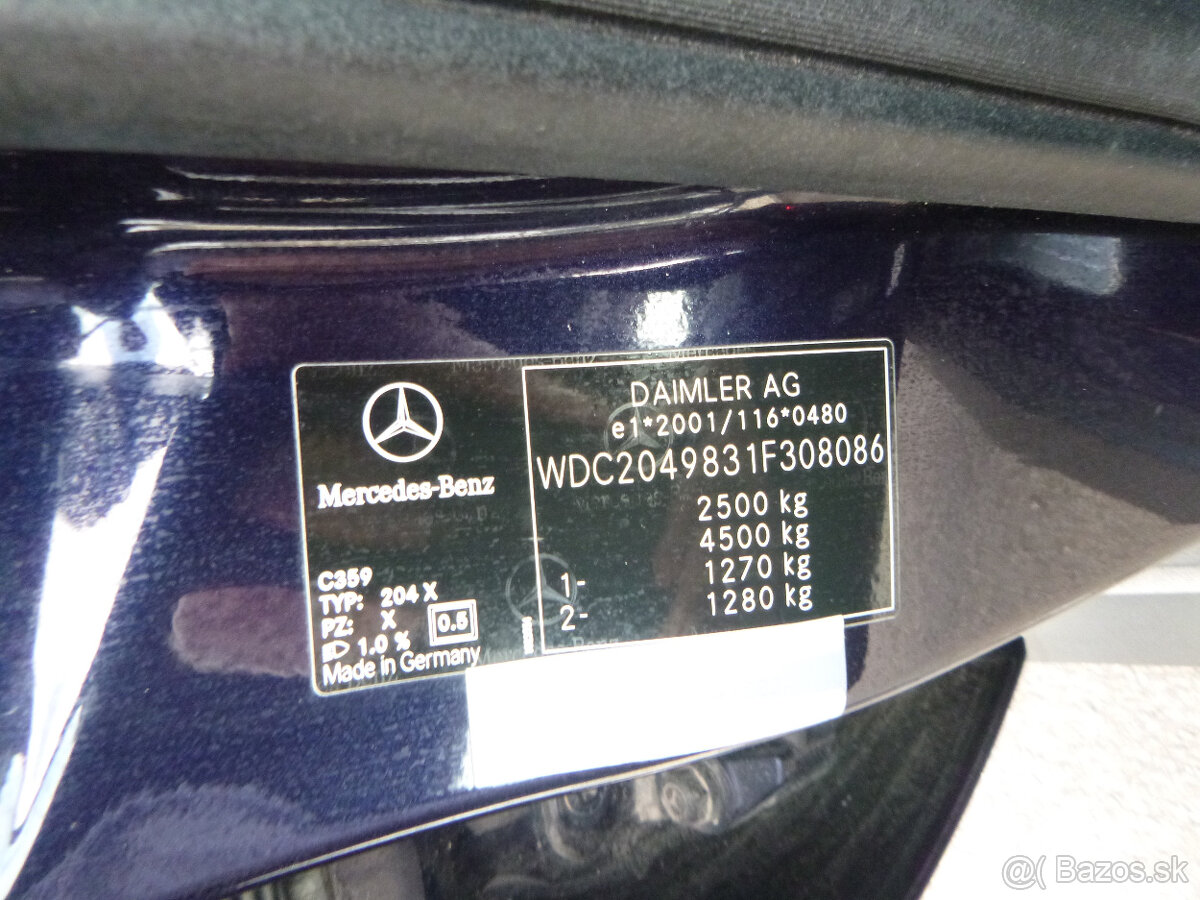 Mercedes-Benz
C359
TYP: 204 X
PZ: X
0.5
1.0 %
Made in Germany
DAIMLER AG
e1*2001/116*0480
WDC2049831F308086
2500 kg
4500 kg
1- 1270 kg
2- 1280 kg
@( Bazos.sk